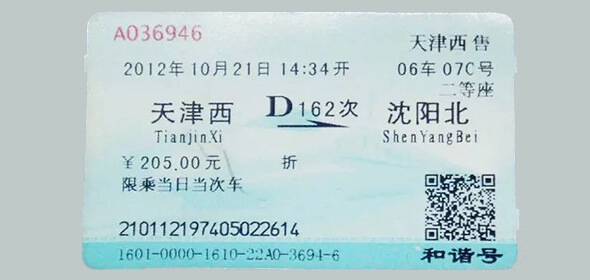 A036946
天津西 售
2012年10月21日 14:34开 06车 07C号
二等座
天津西 D162次 沈阳北
TianjinXi ShenYangBei
￥205.00元 折
限乘当日当次车
210112197405022614
1601-0000-1610-22A0-3694-6
和谐号